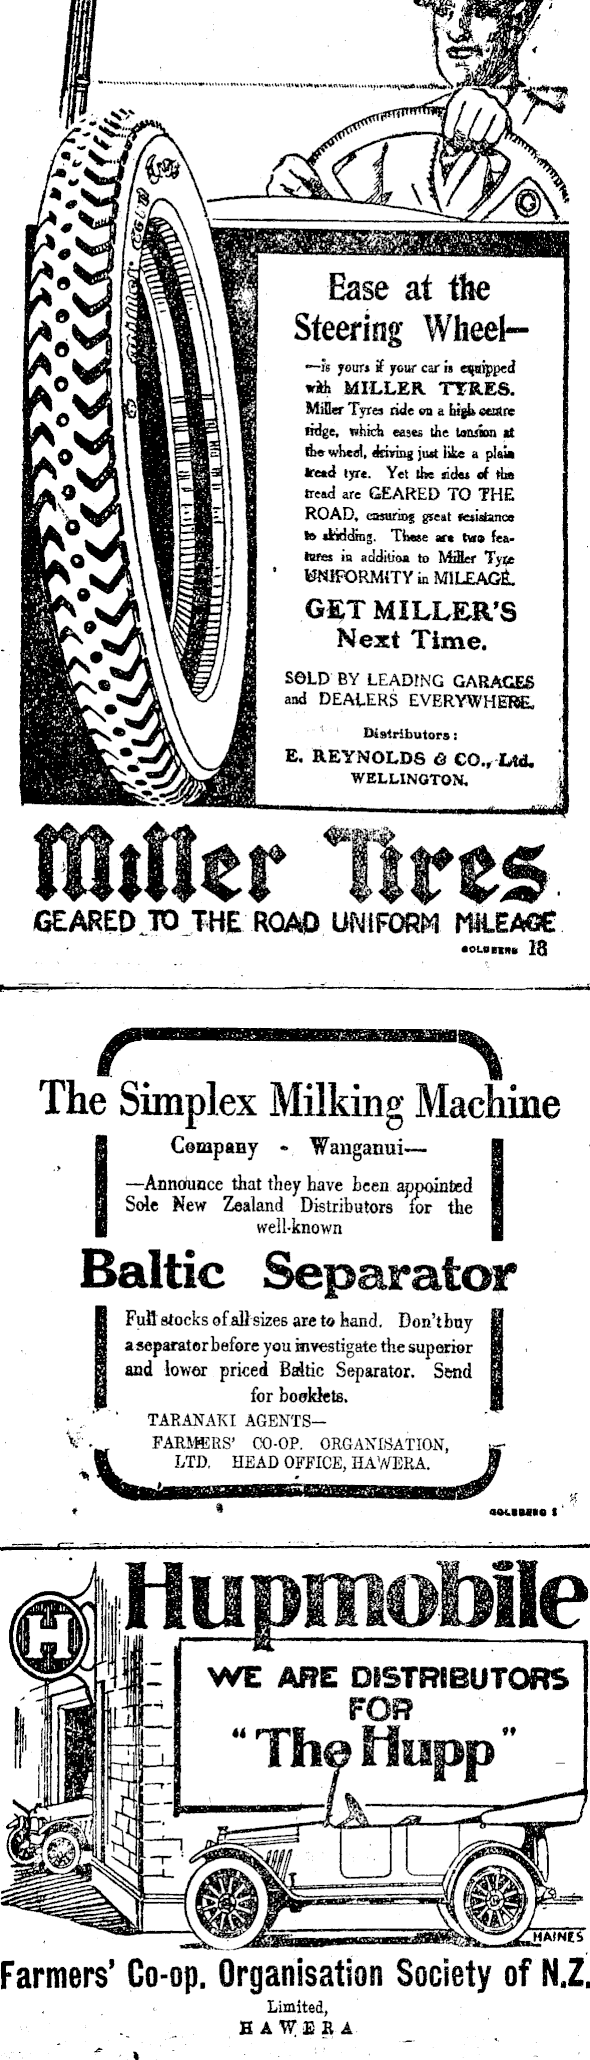 Ease at the
Steering Wheel—
—is yours if your car is equipped
with MILLER TYRES.
Miller Tyres ride on a high centre
ridge, which eases the tension at
the wheel, driving just like a plain
tread tyre. Yet the sides of the
tread are GEARED TO THE
ROAD, ensuring great resistance
to skidding. These are two fea-
tures in addition to Miller Tyre
UNIFORMITY in MILEAGE.
GET MILLER'S
Next Time.
SOLD BY LEADING GARAGES
and DEALERS EVERYWHERE.
Distributors:
E. REYNOLDS & CO., Ltd.
WELLINGTON.
Miller Tires
GEARED TO THE ROAD UNIFORM MILEAGE
GOLDBERG 18
The Simplex Milking Machine
Company - Wanganui—
—Announce that they have been appointed
Sole New Zealand Distributors for the
well-known
Baltic Separator
Full stocks of all sizes are to hand. Don't buy
a separator before you investigate the superior
and lower priced Baltic Separator. Send
for booklets.
TARANAKI AGENTS—
FARMERS' CO-OP. ORGANISATION,
LTD. HEAD OFFICE, HAWERA.
GOLDBERG
Hupmobile
H
WE ARE DISTRIBUTORS
FOR
"The Hupp"
HAINES
Farmers' Co-op. Organisation Society of N.Z.
Limited,
HAWERA